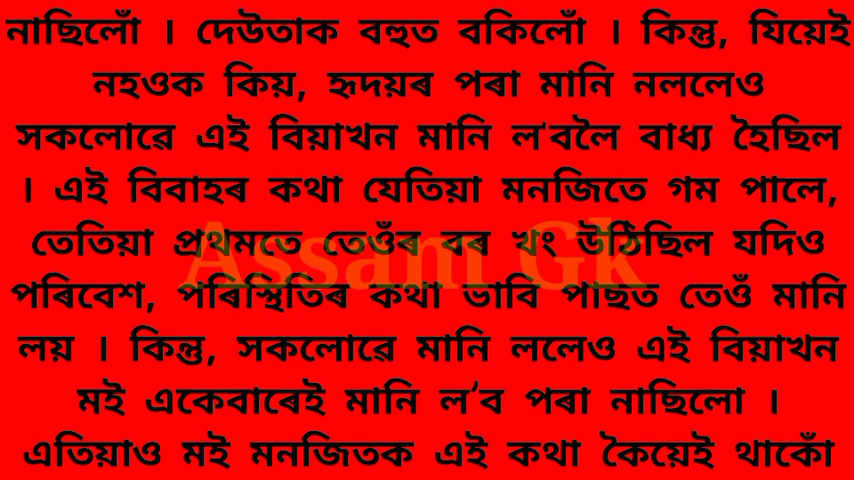 নাছিলোঁ । দেউতাক বহুত বকিলোঁ । কিন্তু, যিয়েই
নহওক কিয়, হৃদয়ৰ পৰা মানি নললেও
সকলোৱে এই বিয়াখন মানি ল'বলৈ বাধ্য হৈছিল
। এই বিবাহৰ কথা যেতিয়া মনজিতে গম পালে,
তেতিয়া প্ৰথমতে তেওঁৰ বৰ খং উঠিছিল যদিও
পৰিবেশ, পৰিস্থিতিৰ কথা ভাবি পাছত তেওঁ মানি
লয় । কিন্তু, সকলোৱে মানি ললেও এই বিয়াখন
মই একেবাৰেই মানি ল’ব পৰা নাছিলো ।
এতিয়াও মই মনজিতক এই কথা কৈয়েই থাকোঁ
Assam Gk